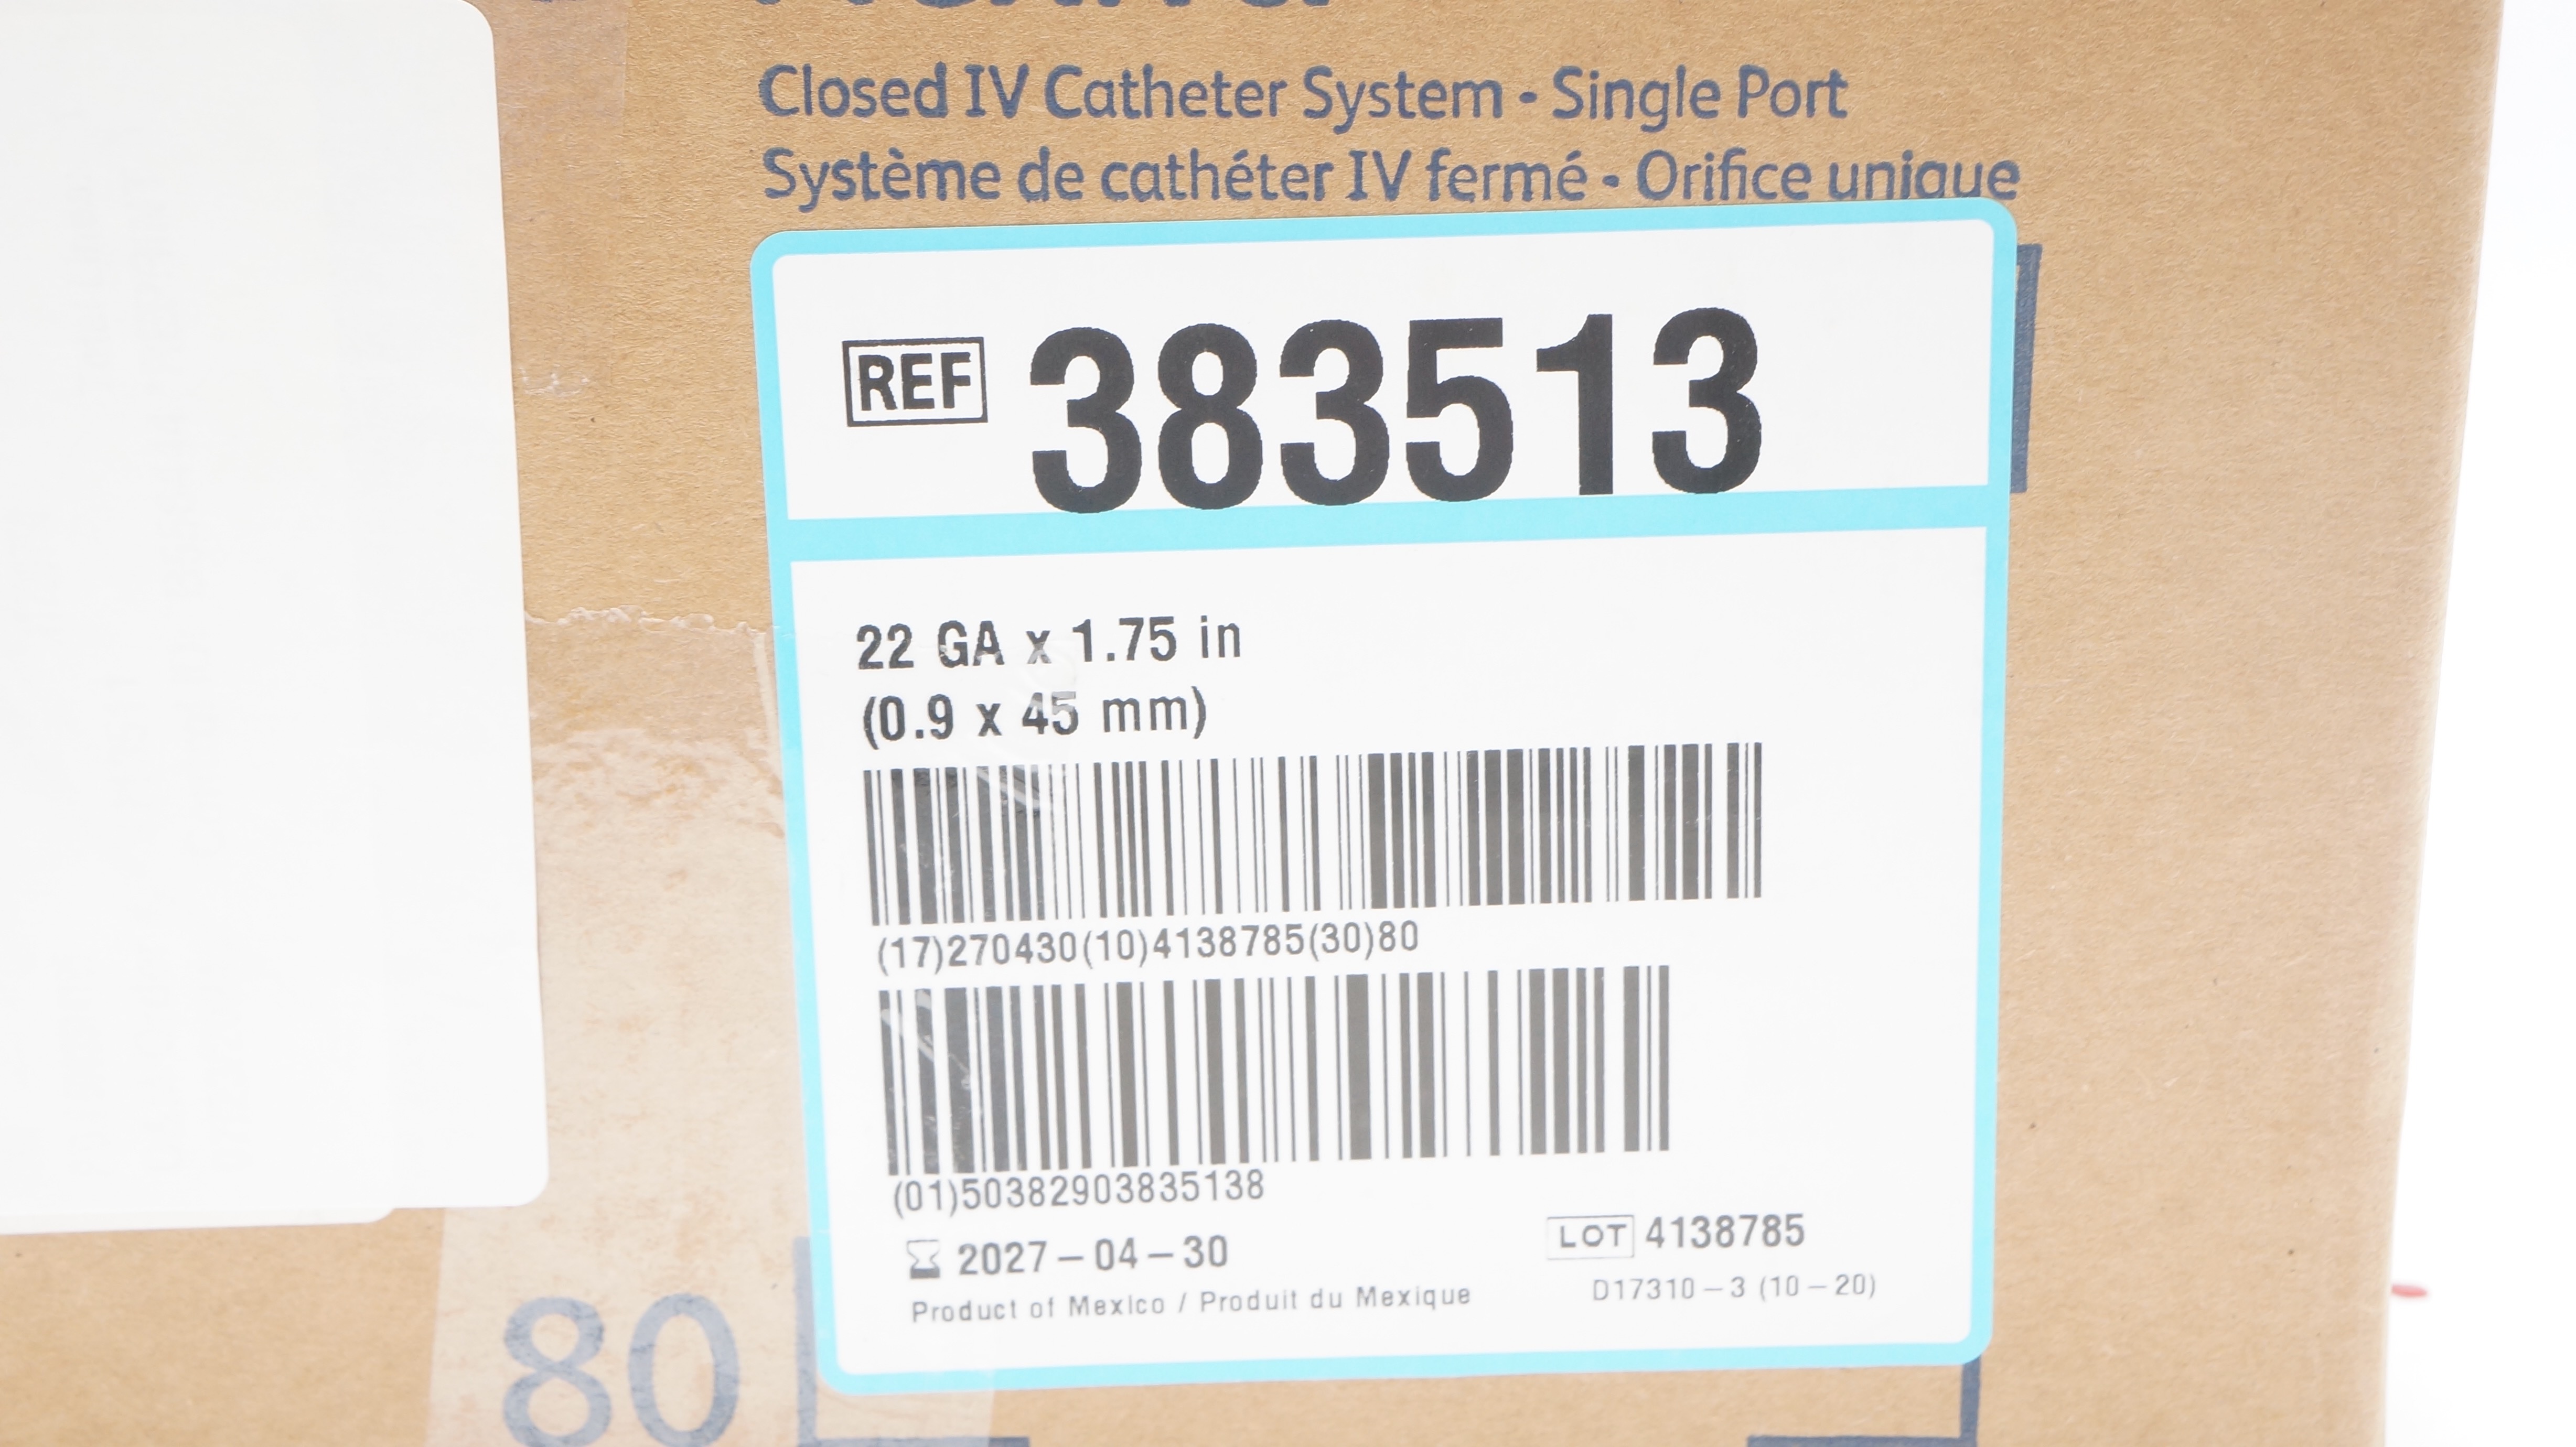 Closed IV Catheter System - Single Port
Système de cathéter IV fermé - Orifice unique
REF 383513
22 GA x 1.75 in
(0.9 x 45 mm)
(17)270430(10)4138785(30)80
(01)50382903835138
2027-04-30
LOT 4138785
Product of Mexico / Produit du Mexique
D17310-3 (10-20)
80